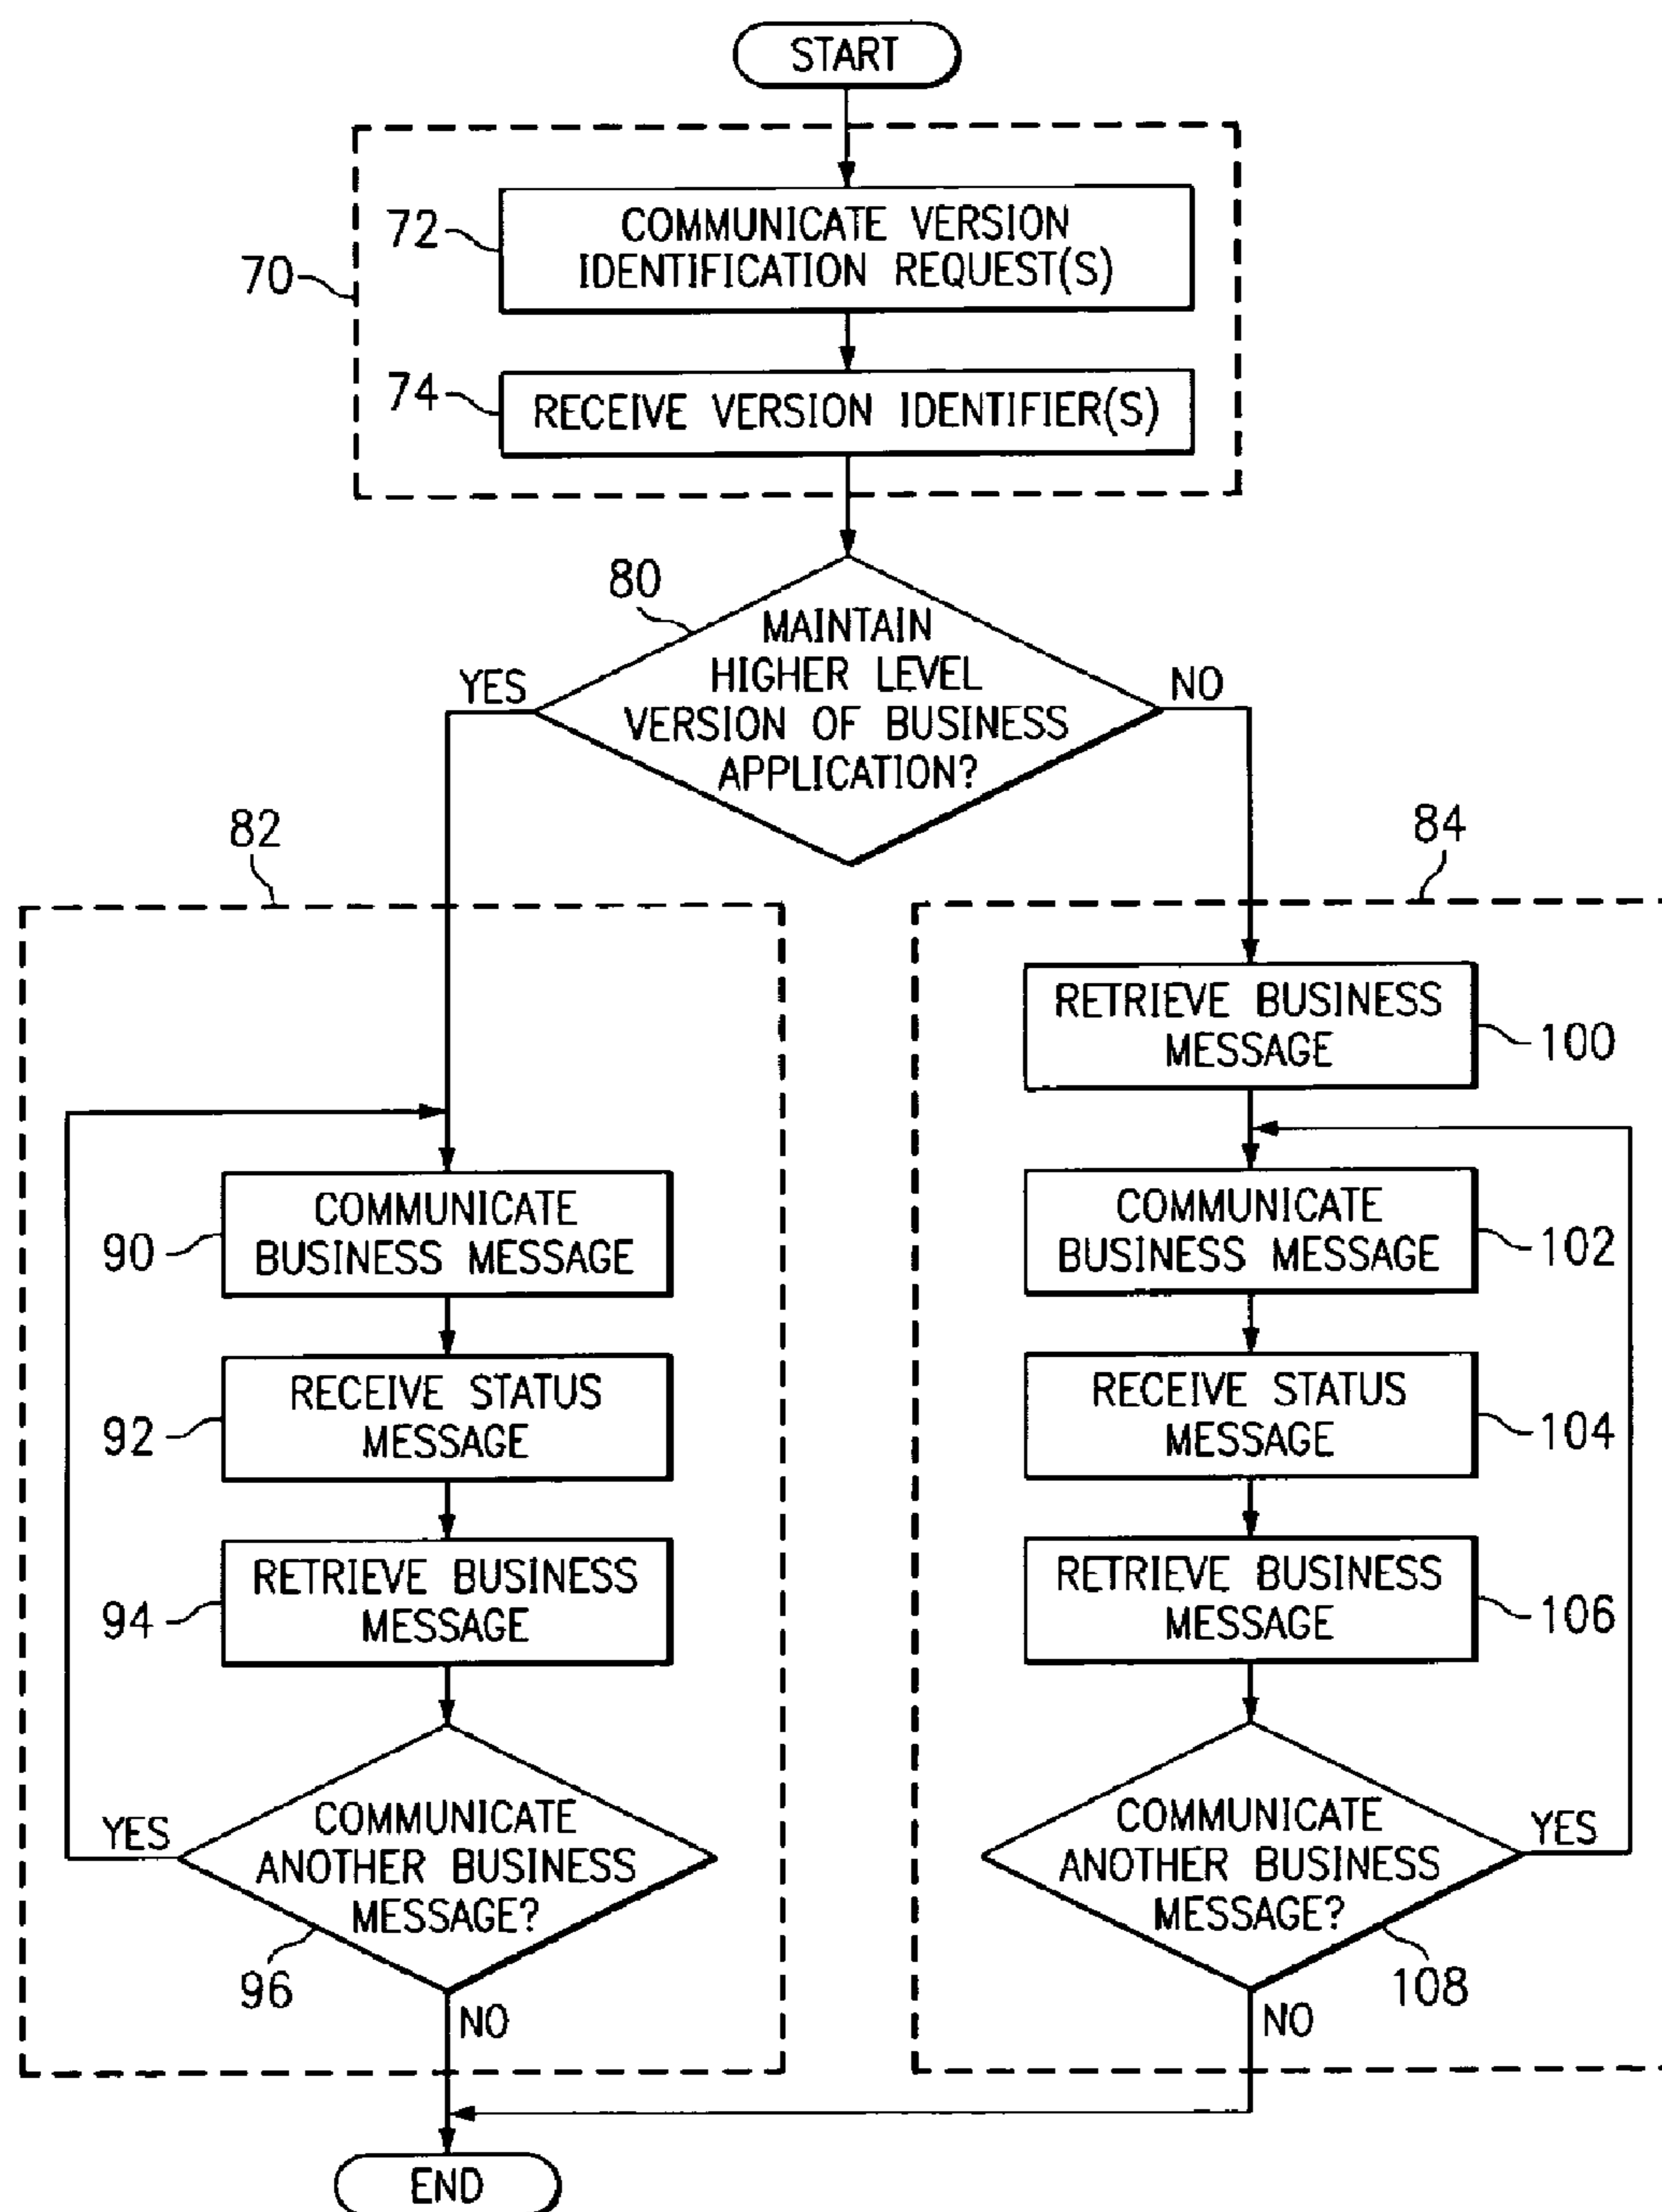 START
72
COMMUNICATE VERSION
IDENTIFICATION REQUEST(S)
70
74
RECEIVE VERSION IDENTIFIER(S)
80
MAINTAIN
HIGHER LEVEL
VERSION OF BUSINESS
APPLICATION?
YES
NO
82
84
RETRIEVE BUSINESS
MESSAGE
100
COMMUNICATE
BUSINESS MESSAGE
90
COMMUNICATE
BUSINESS MESSAGE
102
RECEIVE STATUS
MESSAGE
92
RECEIVE STATUS
MESSAGE
104
RETRIEVE BUSINESS
MESSAGE
94
RETRIEVE BUSINESS
MESSAGE
106
YES
COMMUNICATE
ANOTHER BUSINESS
MESSAGE?
96
NO
COMMUNICATE
ANOTHER BUSINESS
MESSAGE?
YES
108
NO
END